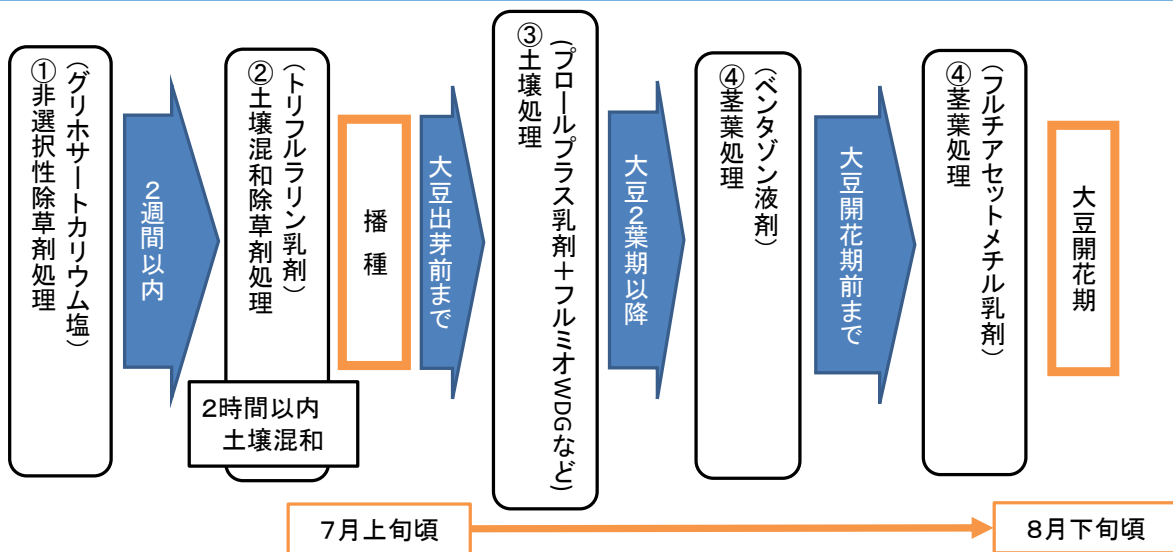 ①非選択性除草剤処理
（グリホサートカリウム塩）
２週間以内
②土壌混和除草剤処理
（トリフルラリン乳剤）
２時間以内
土壌混和
播種
大豆出芽前まで
③土壌処理
（プロールプラス乳剤＋フルミオWDGなど）
大豆２葉期以降
④茎葉処理
（ベンタゾン液剤）
大豆開花期前まで
④茎葉処理
（フルチアセットメチル乳剤）
大豆開花期
７月上旬頃
８月下旬頃